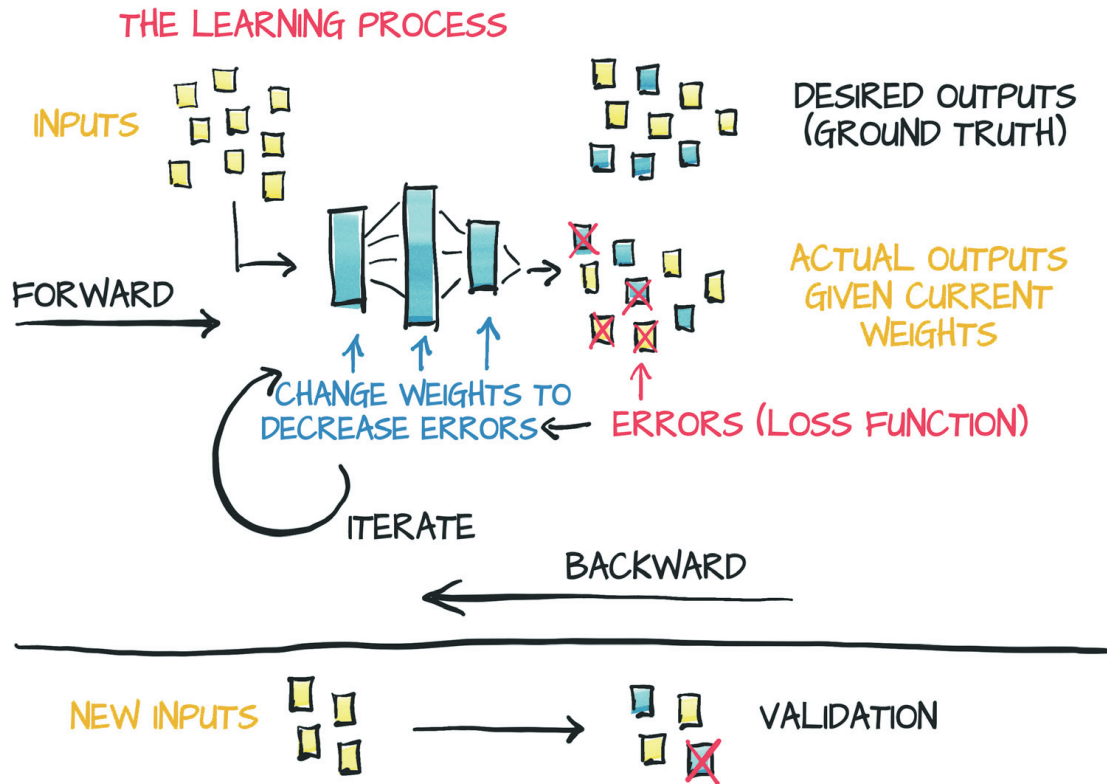 THE LEARNING PROCESS
INPUTS
DESIRED OUTPUTS
(GROUND TRUTH)
FORWARD
ACTUAL OUTPUTS
GIVEN CURRENT
WEIGHTS
CHANGE WEIGHTS TO
DECREASE ERRORS
ERRORS (LOSS FUNCTION)
ITERATE
BACKWARD
NEW INPUTS
VALIDATION